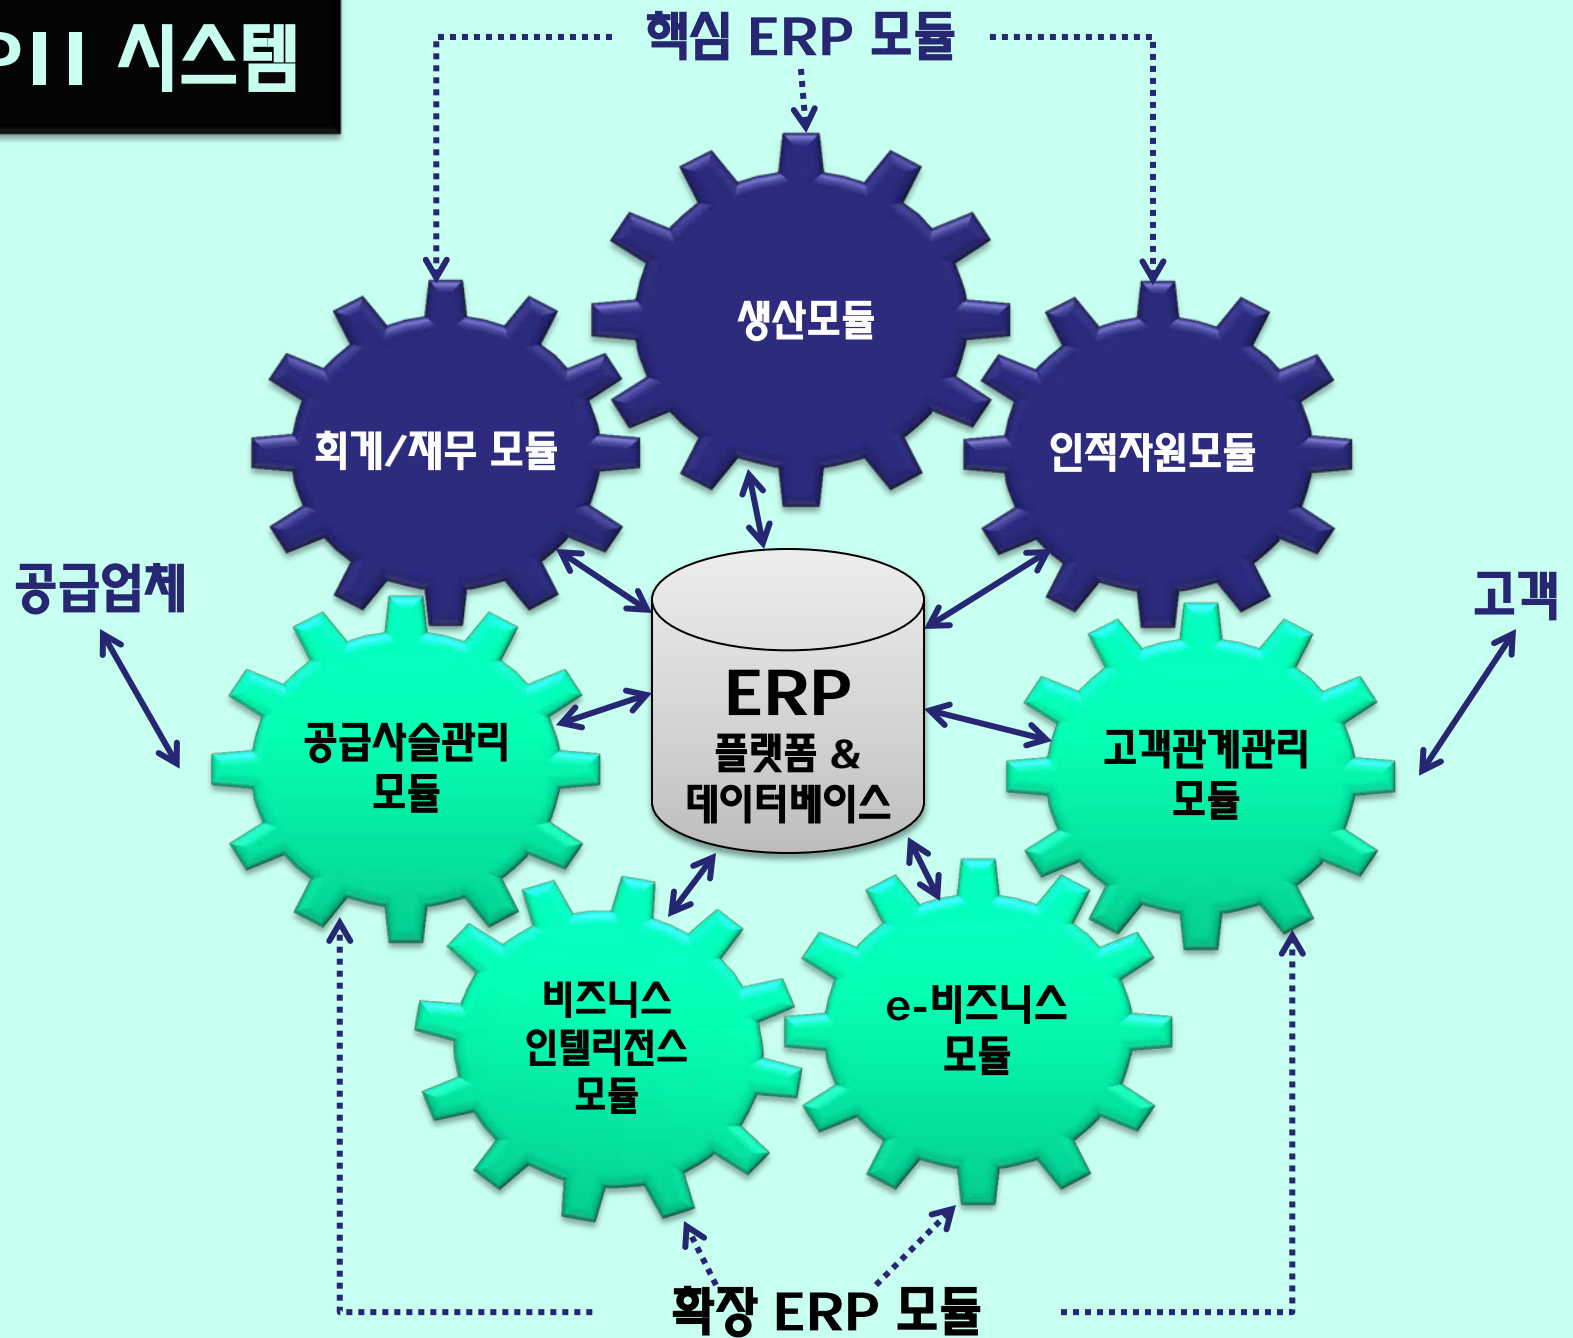 PII 시스템
핵심 ERP 모듈
생산모듈
회계/재무 모듈
인적자원모듈
공급업체
고객
ERP
플랫폼 &
데이터베이스
공급사슬관리
모듈
고객관계관리
모듈
비즈니스
인텔리전스
모듈
e-비즈니스
모듈
확장 ERP 모듈